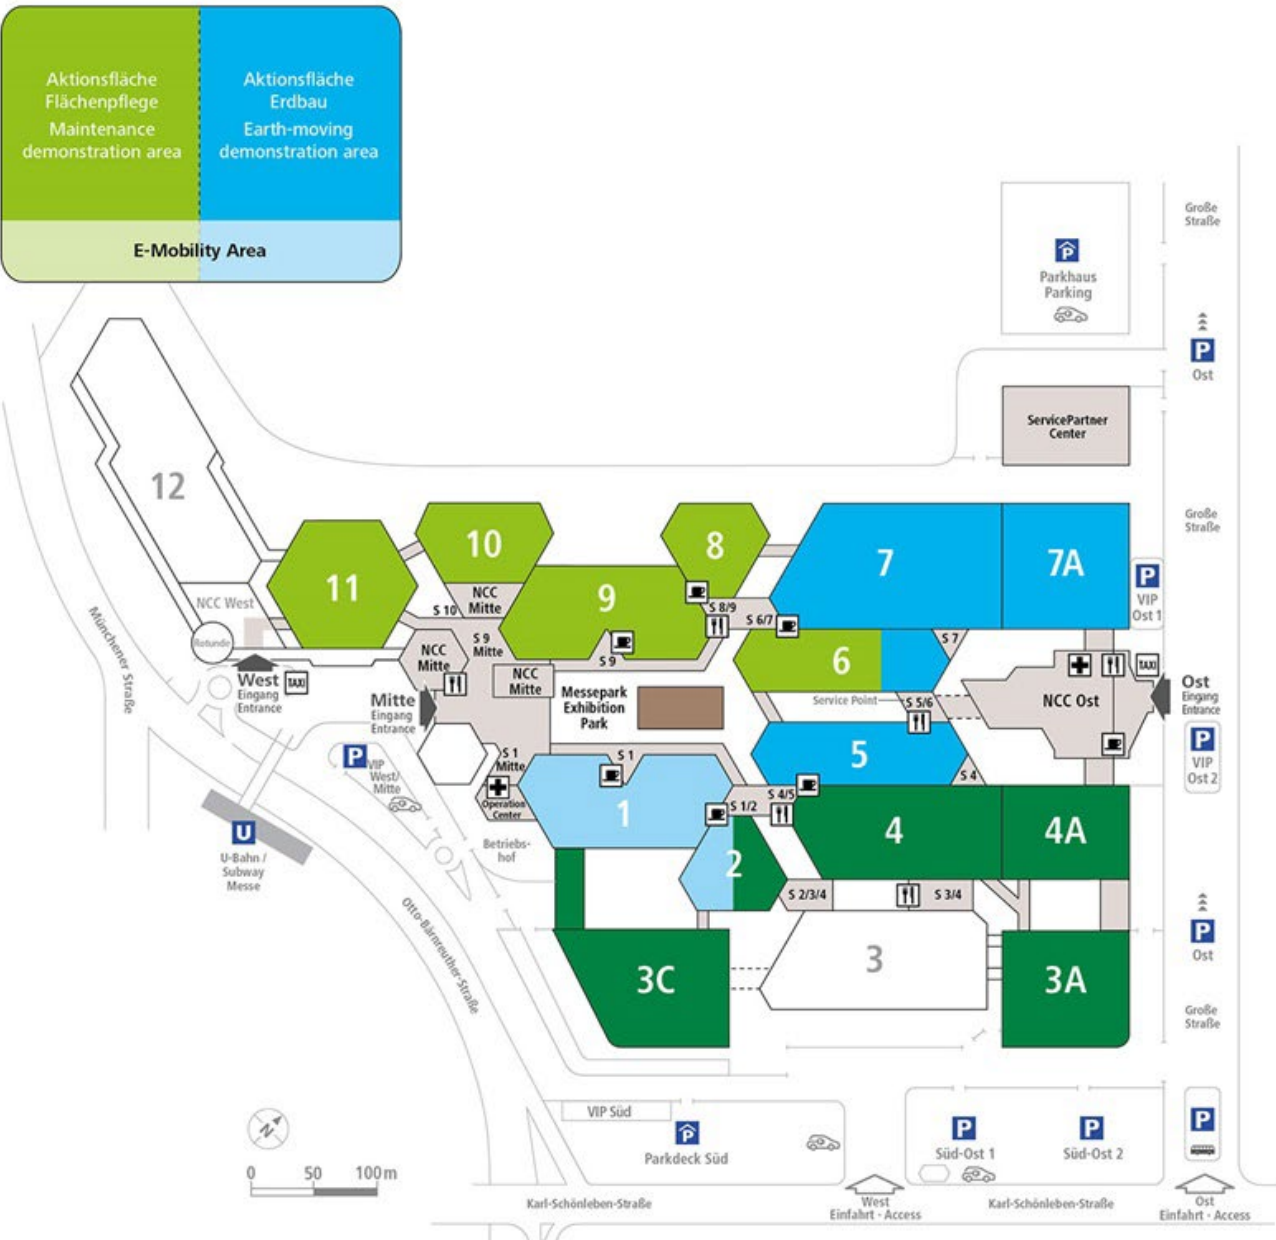 Aktionsfläche
Flächenpflege
Maintenance
demonstration area
Aktionsfläche
Erdbau
Earth-moving
demonstration area
E-Mobility Area
Große
Straße
P
Parkhaus
Parking
P
Ost
ServicePartner
Center
12
Große
Straße
10
8
7
7A
11
9
NCC
Mitte
NCC West
S 10
S 8/9
S 6/7
P
VIP
Ost 1
Rotunde
S 9
Mitte
NCC
Mitte
S 9
6
S 7
TAXI
West
Eingang
Entrance
TAXI
NCC
Mitte
Messepark
Exhibition
Park
Service Point
S 5/6
NCC Ost
Ost
Eingang
Entrance
Mitte
Eingang
Entrance
Münchener Straße
P
VIP
West/
Mitte
S 1
Mitte
S 1
5
S 4
P
VIP
Ost 2
Operation
Center
1
S 1/2
S 4/5
4
4A
U
U-Bahn /
Subway
Messe
Betriebs-
hof
2
S 2/3/4
S 3/4
Otto-Bärnreuther-Straße
P
Ost
3C
3
3A
Große
Straße
N
0 50 100 m
VIP Süd
P
Parkdeck Süd
P
Süd-Ost 1
P
Süd-Ost 2
P
Karl-Schönleben-Straße
West
Einfahrt - Access
Karl-Schönleben-Straße
Ost
Einfahrt - Access